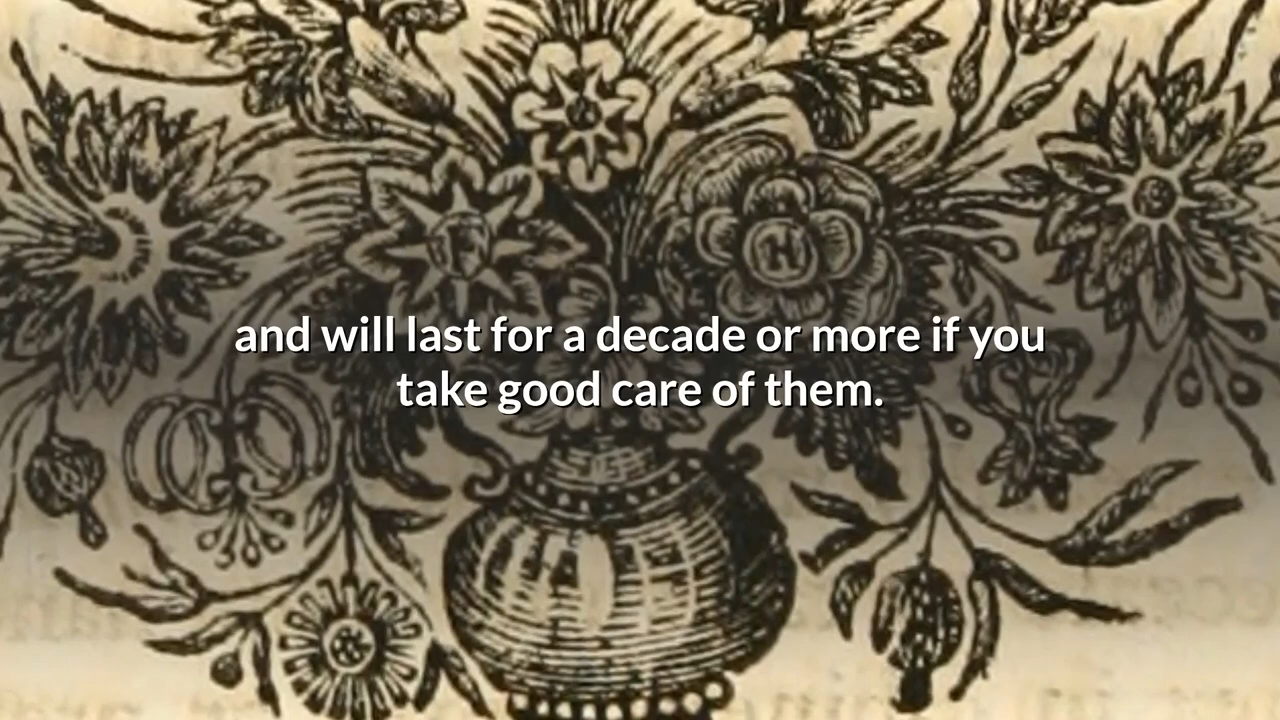 H
and will last for a decade or more if you
take good care of them.